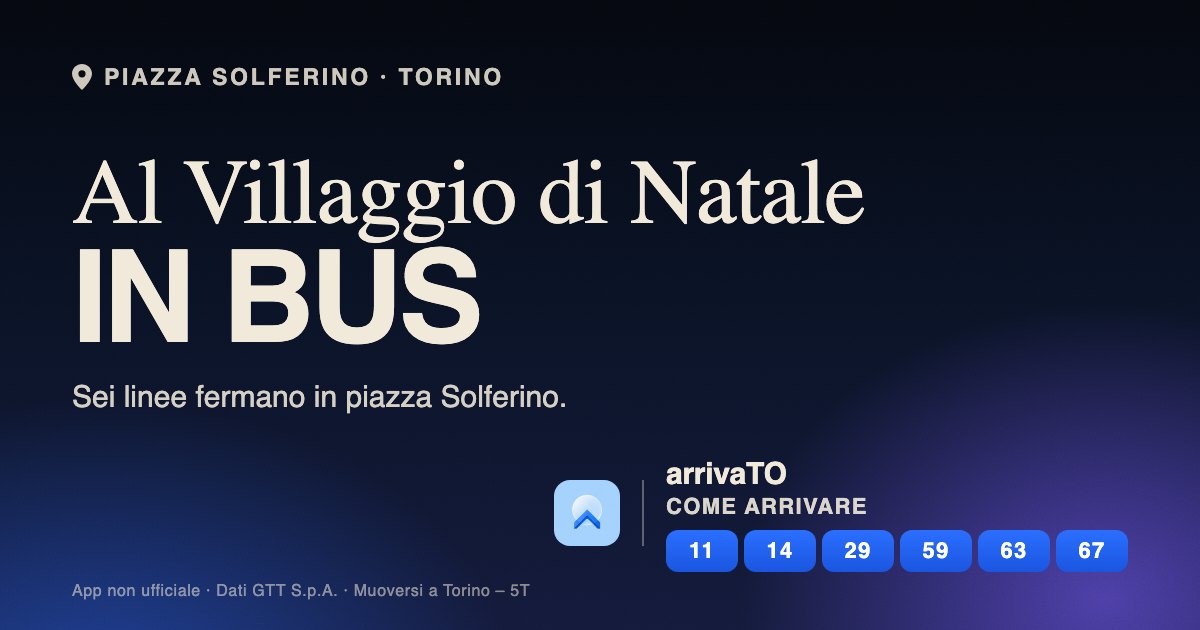 PIAZZA SOLFERINO · TORINO
Al Villaggio di Natale
IN BUS
Sei linee fermano in piazza Solferino.
arrivaTO
COME ARRIVARE
11 14 29 59 63 67
App non ufficiale · Dati GTT S.p.A. · Muoversi a Torino – 5T